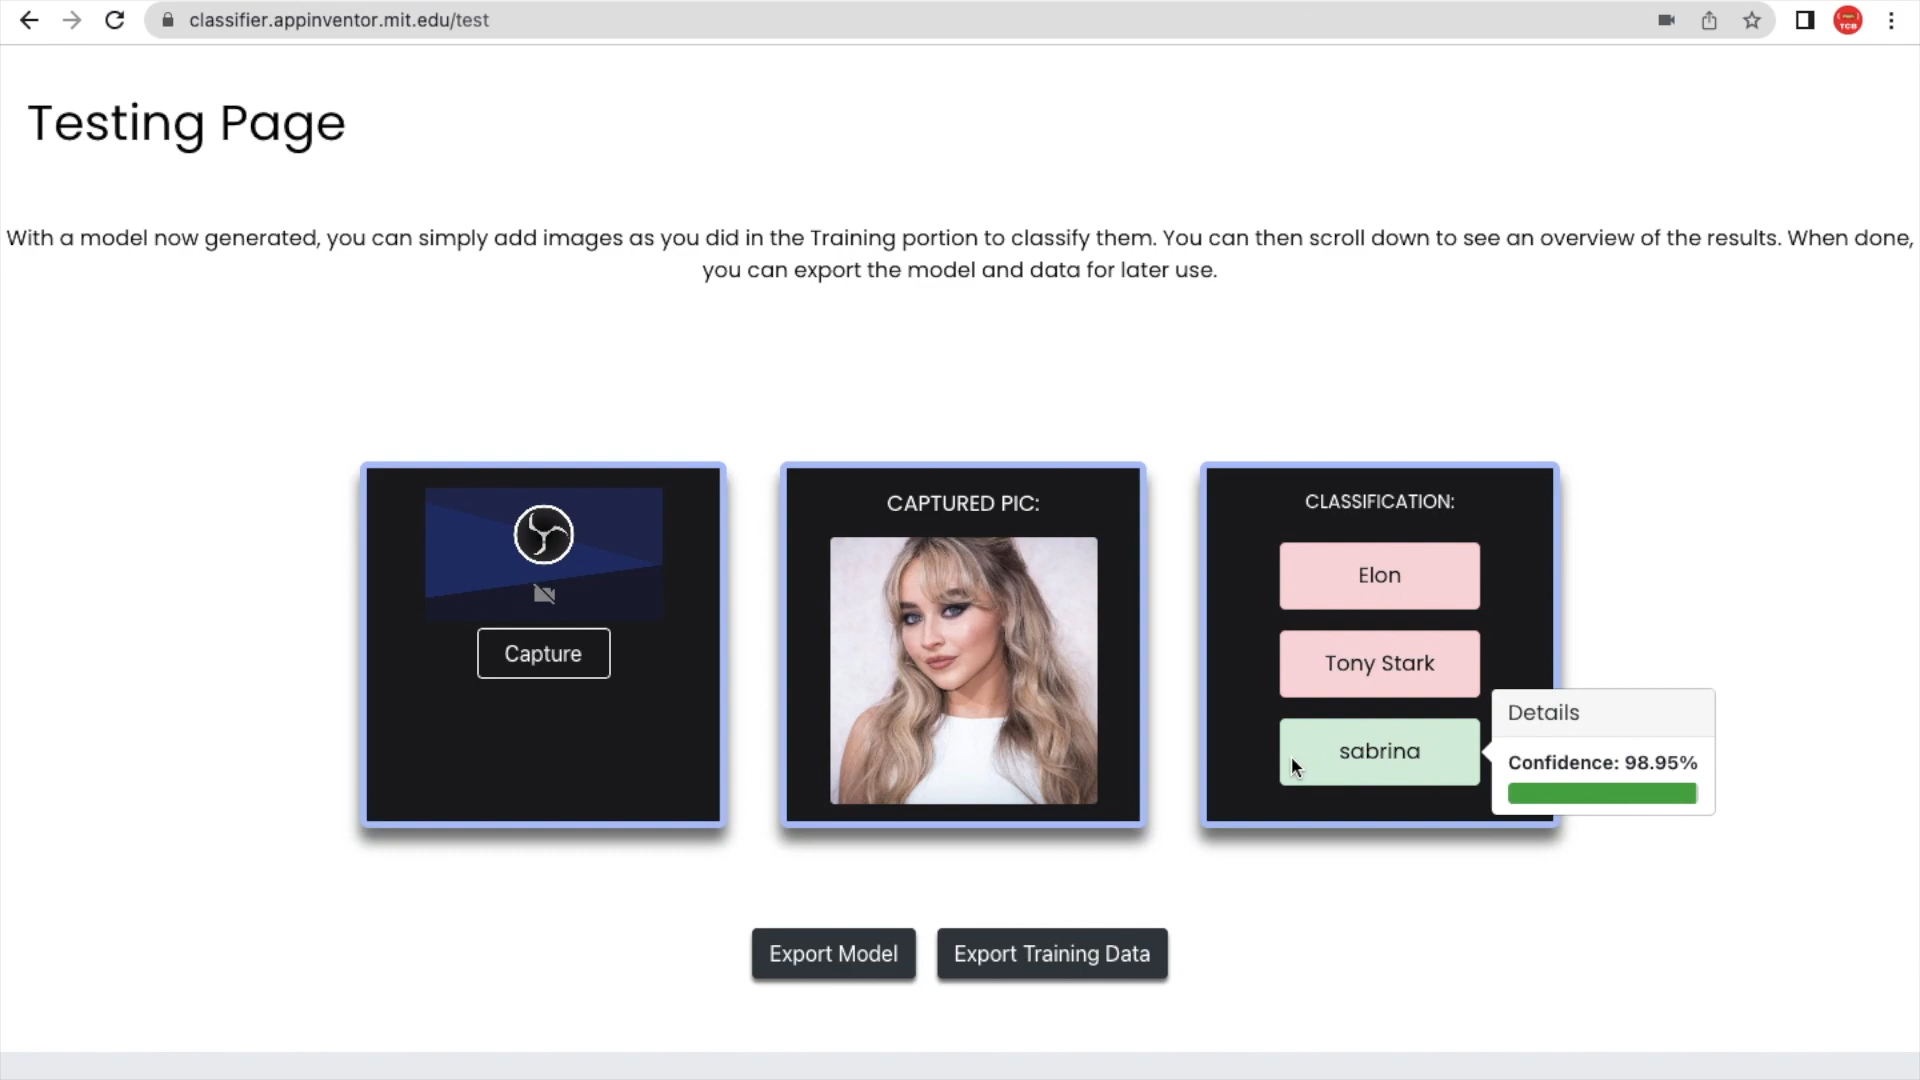 classifier.appinventor.mit.edu/test
TCB
Testing Page
With a model now generated, you can simply add images as you did in the Training portion to classify them. You can then scroll down to see an overview of the results. When done,
you can export the model and data for later use.
Capture
CAPTURED PIC:
CLASSIFICATION:
Elon
Tony Stark
sabrina
Details
Confidence: 98.95%
Export Model
Export Training Data